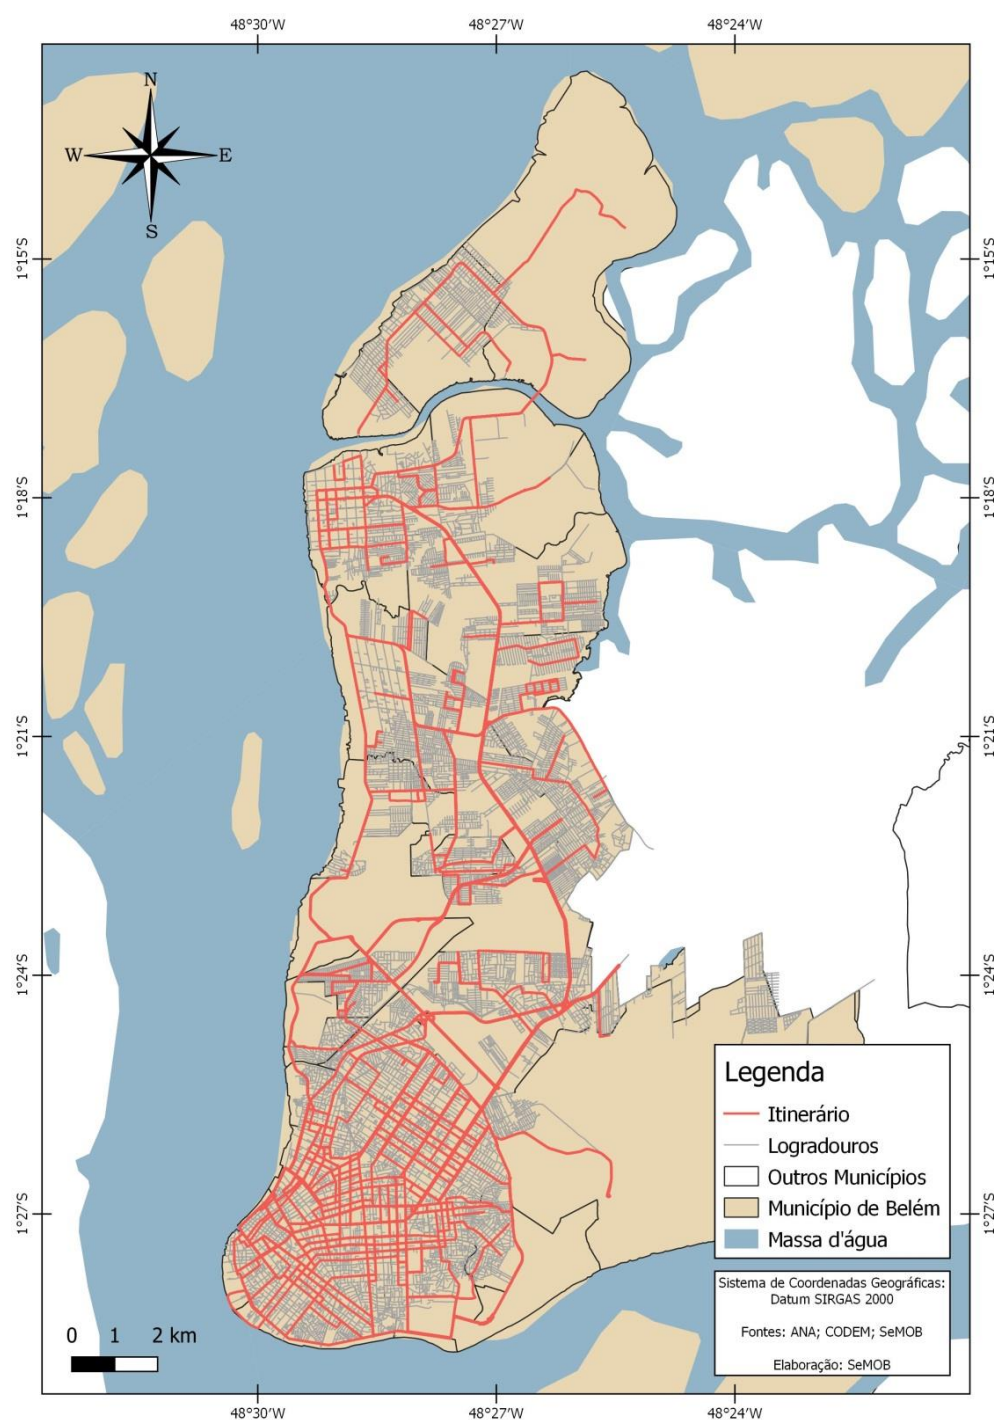 48°30'W
48°27'W
48°24'W
N
W
E
S
1°15'S
1°15'S
1°18'S
1°18'S
1°21'S
1°21'S
1°24'S
1°24'S
1°27'S
1°27'S
Legenda
Itinerário
Logradouros
Outros Municípios
Município de Belém
Massa d'água
Sistema de Coordenadas Geográficas:
Datum SIRGAS 2000
Fontes: ANA; CODEM; SeMOB
Elaboração: SeMOB
0 1 2 km
48°30'W
48°27'W
48°24'W